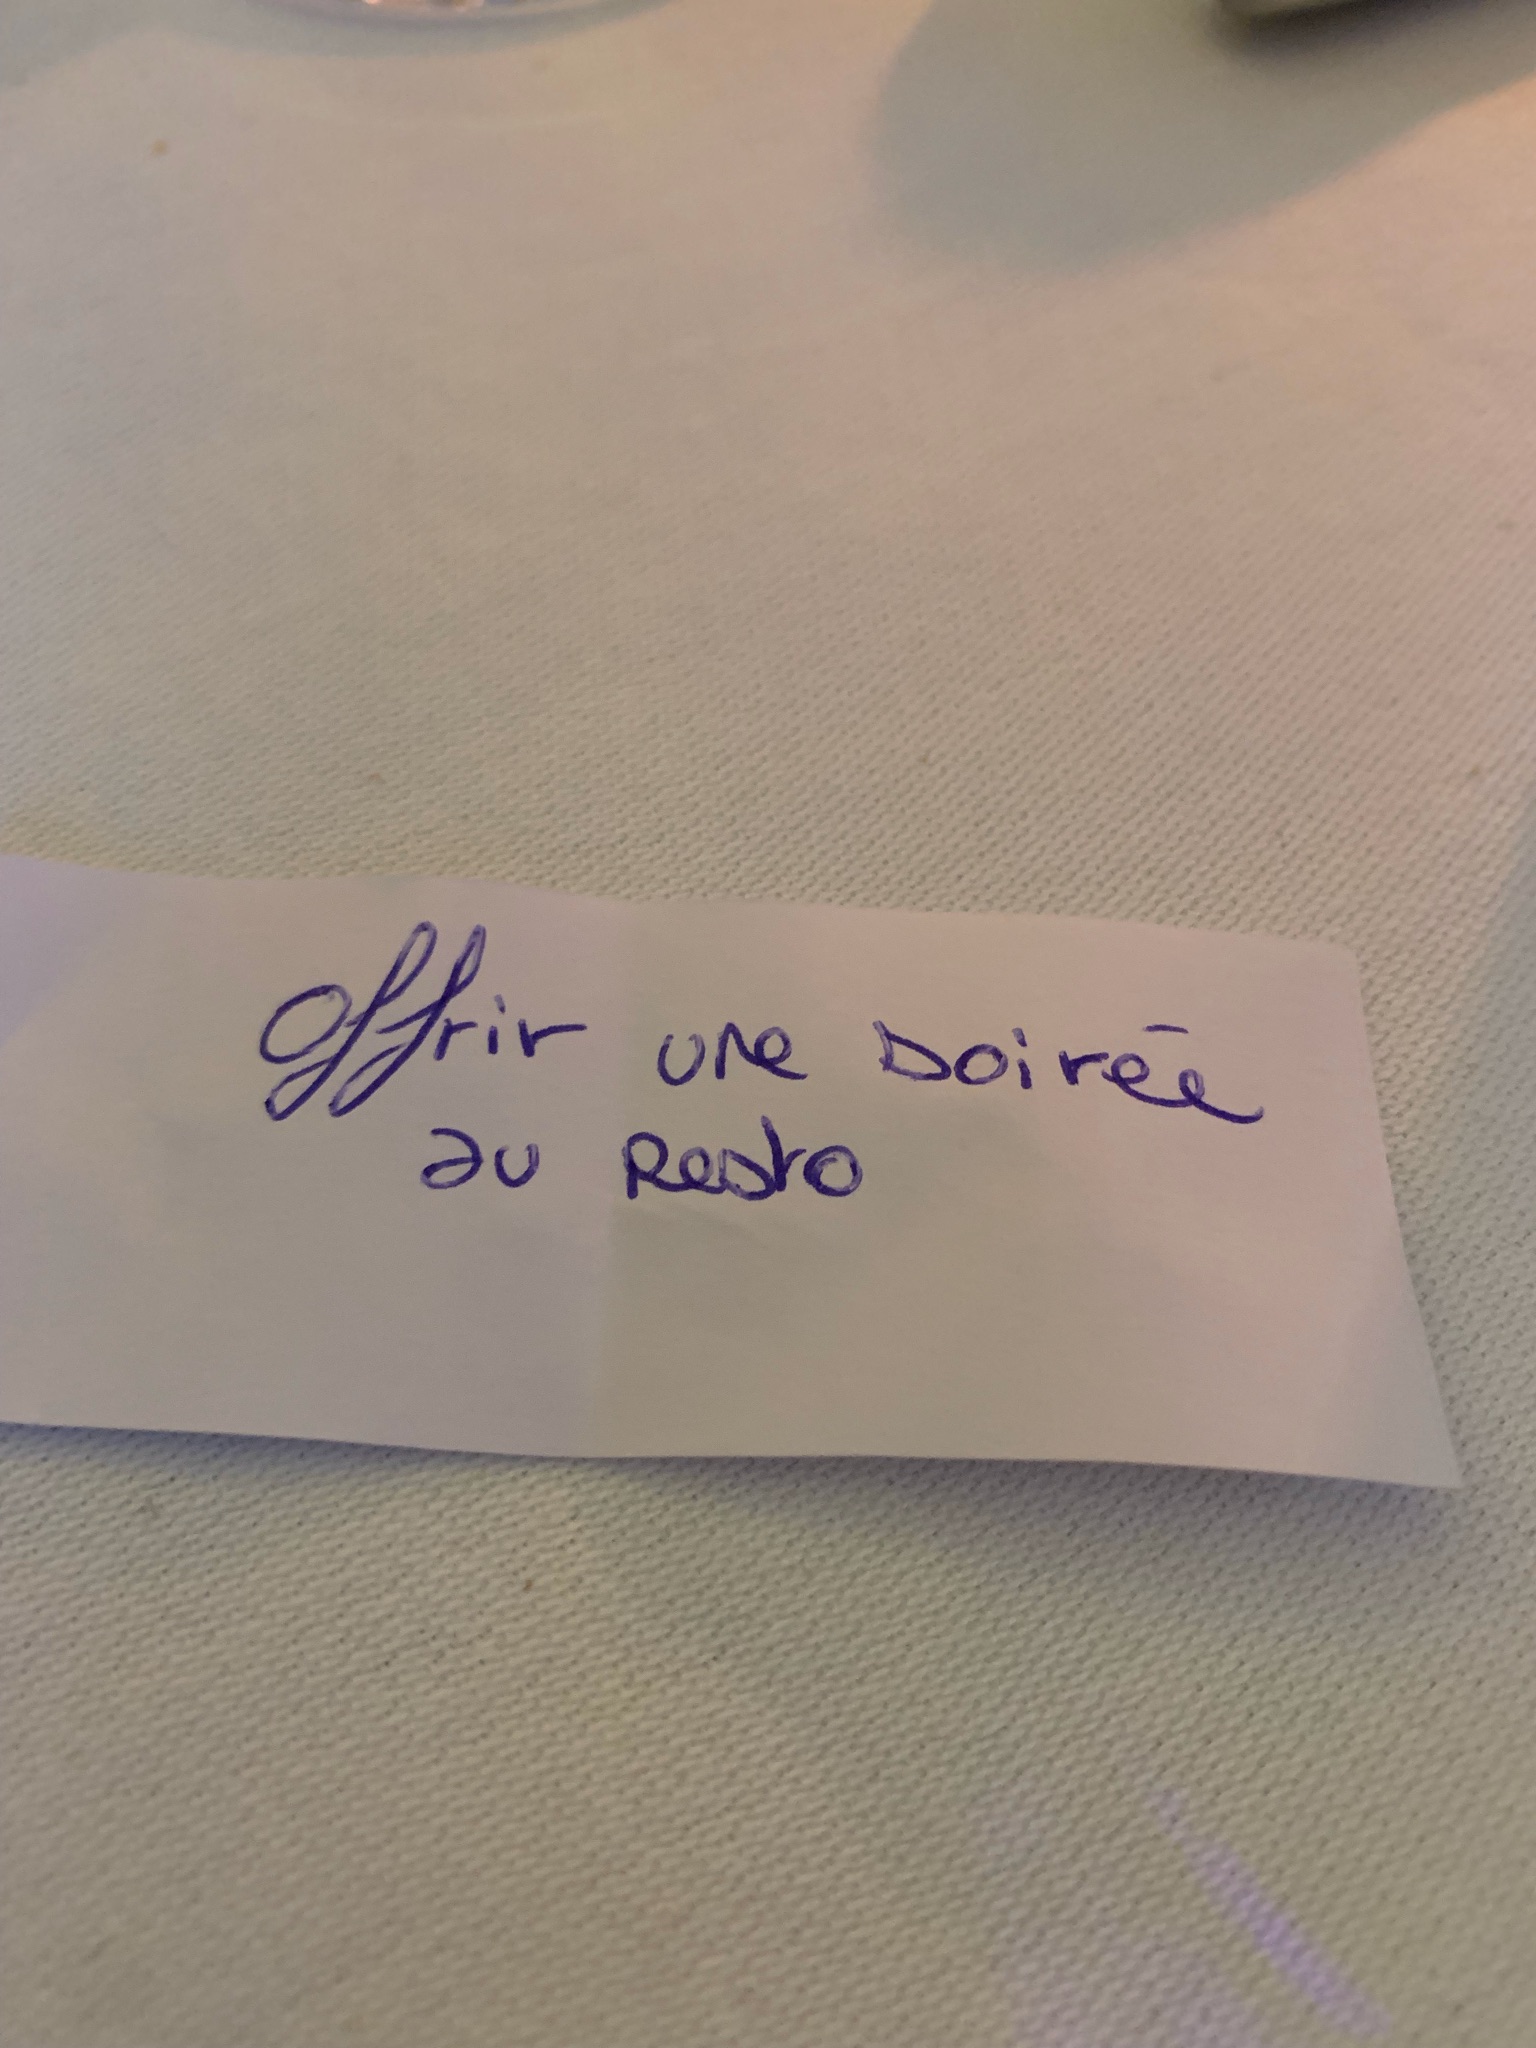 Offrir une soirée
au Resto